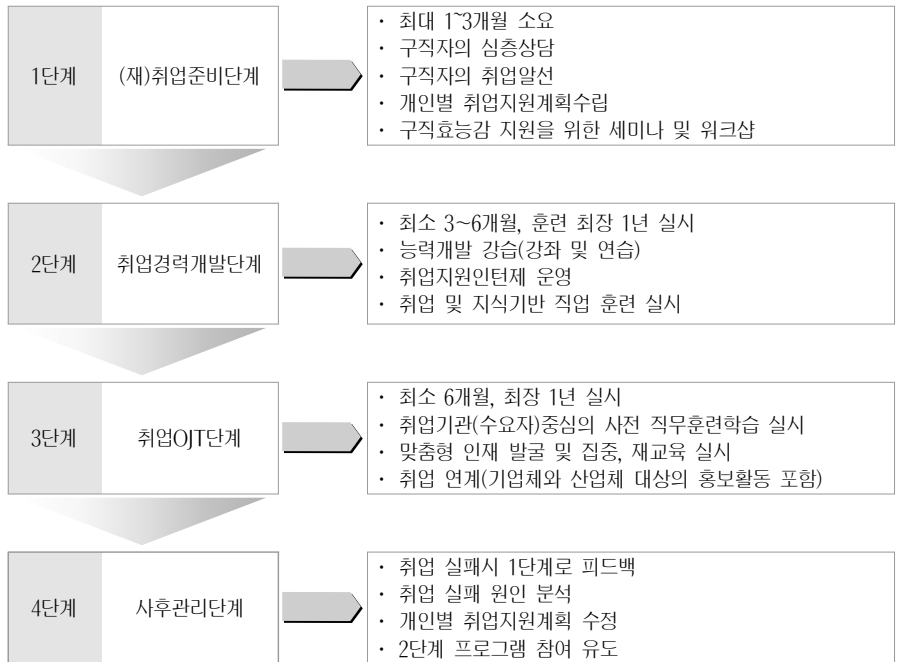 1단계 (재)취업준비단계
· 최대 1~3개월 소요
· 구직자의 심층상담
· 구직자의 취업알선
· 개인별 취업지원계획수립
· 구직효능감 지원을 위한 세미나 및 워크샵
2단계 취업경력개발단계
· 최소 3~6개월, 훈련 최장 1년 실시
· 능력개발 강습(강좌 및 연습)
· 취업지원인턴제 운영
· 취업 및 지식기반 직업 훈련 실시
3단계 취업OJT단계
· 최소 6개월, 최장 1년 실시
· 취업기관(수요자)중심의 사전 직무훈련학습 실시
· 맞춤형 인재 발굴 및 집중, 재교육 실시
· 취업 연계(기업체와 산업체 대상의 홍보활동 포함)
4단계 사후관리단계
· 취업 실패시 1단계로 피드백
· 취업 실패 원인 분석
· 개인별 취업지원계획 수정
· 2단계 프로그램 참여 유도